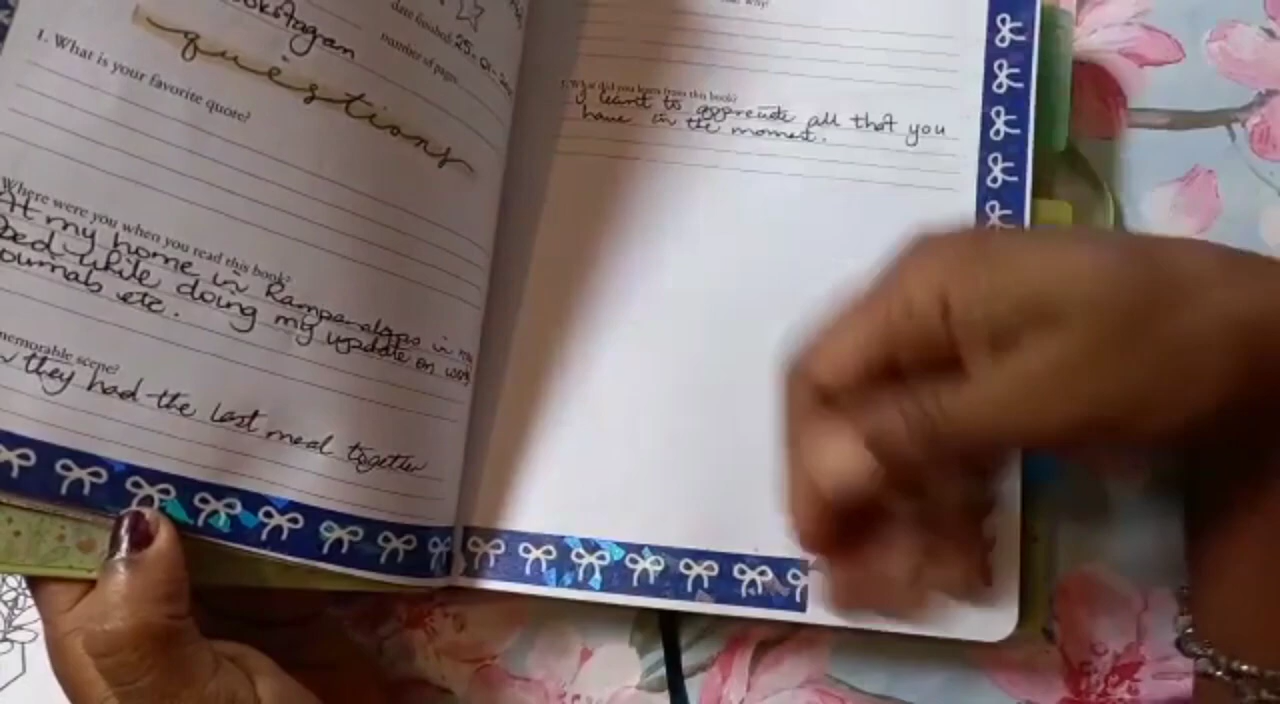 date finished: 25-01-
number of pages:
questions
1. What is your favorite quote?
Where were you when you read this book?
At my home in Ramparalyps in my
bed while doing my update on
etc.
memorable scene?
they had the last meal together
why?
What did you learn from this book?
I learnt to appreciate all that you
have in the moment.